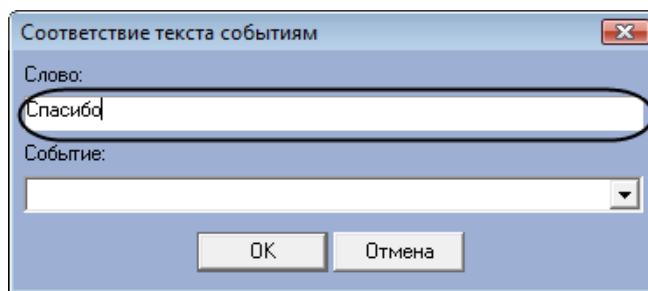 Соответствие текста событиям
Слово:
Спасибо
Событие:
OK
Отмена